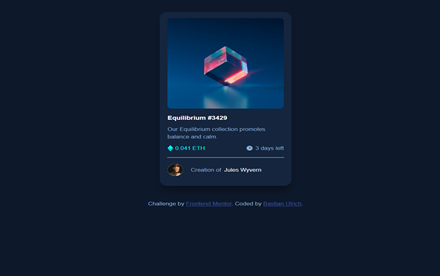 Equilibrium #3429
Our Equilibrium collection promotes
balance and calm.
0.041 ETH
3 days left
Creation of Jules Wyvern
Challenge by Frontend Mentor. Coded by Bastian Ulrich.